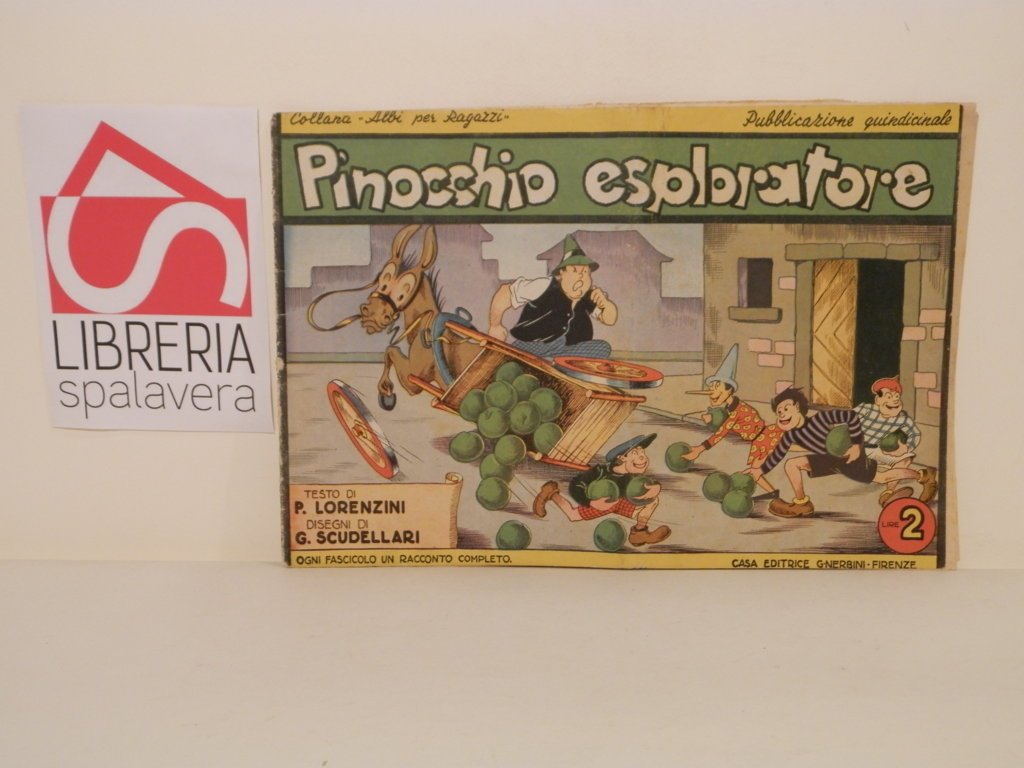 LIBRERIA
spalavera
Collana - Albi per Ragazzi"
Pubblicazione quindicinale
Pinocchio esploratore
TESTO DI
P. LORENZINI
DISEGNI DI
G. SCUDELLARI
LIRE 2
OGNI FASCICOLO UN RACCONTO COMPLETO.
CASA EDITRICE G·NERBINI·FIRENZE